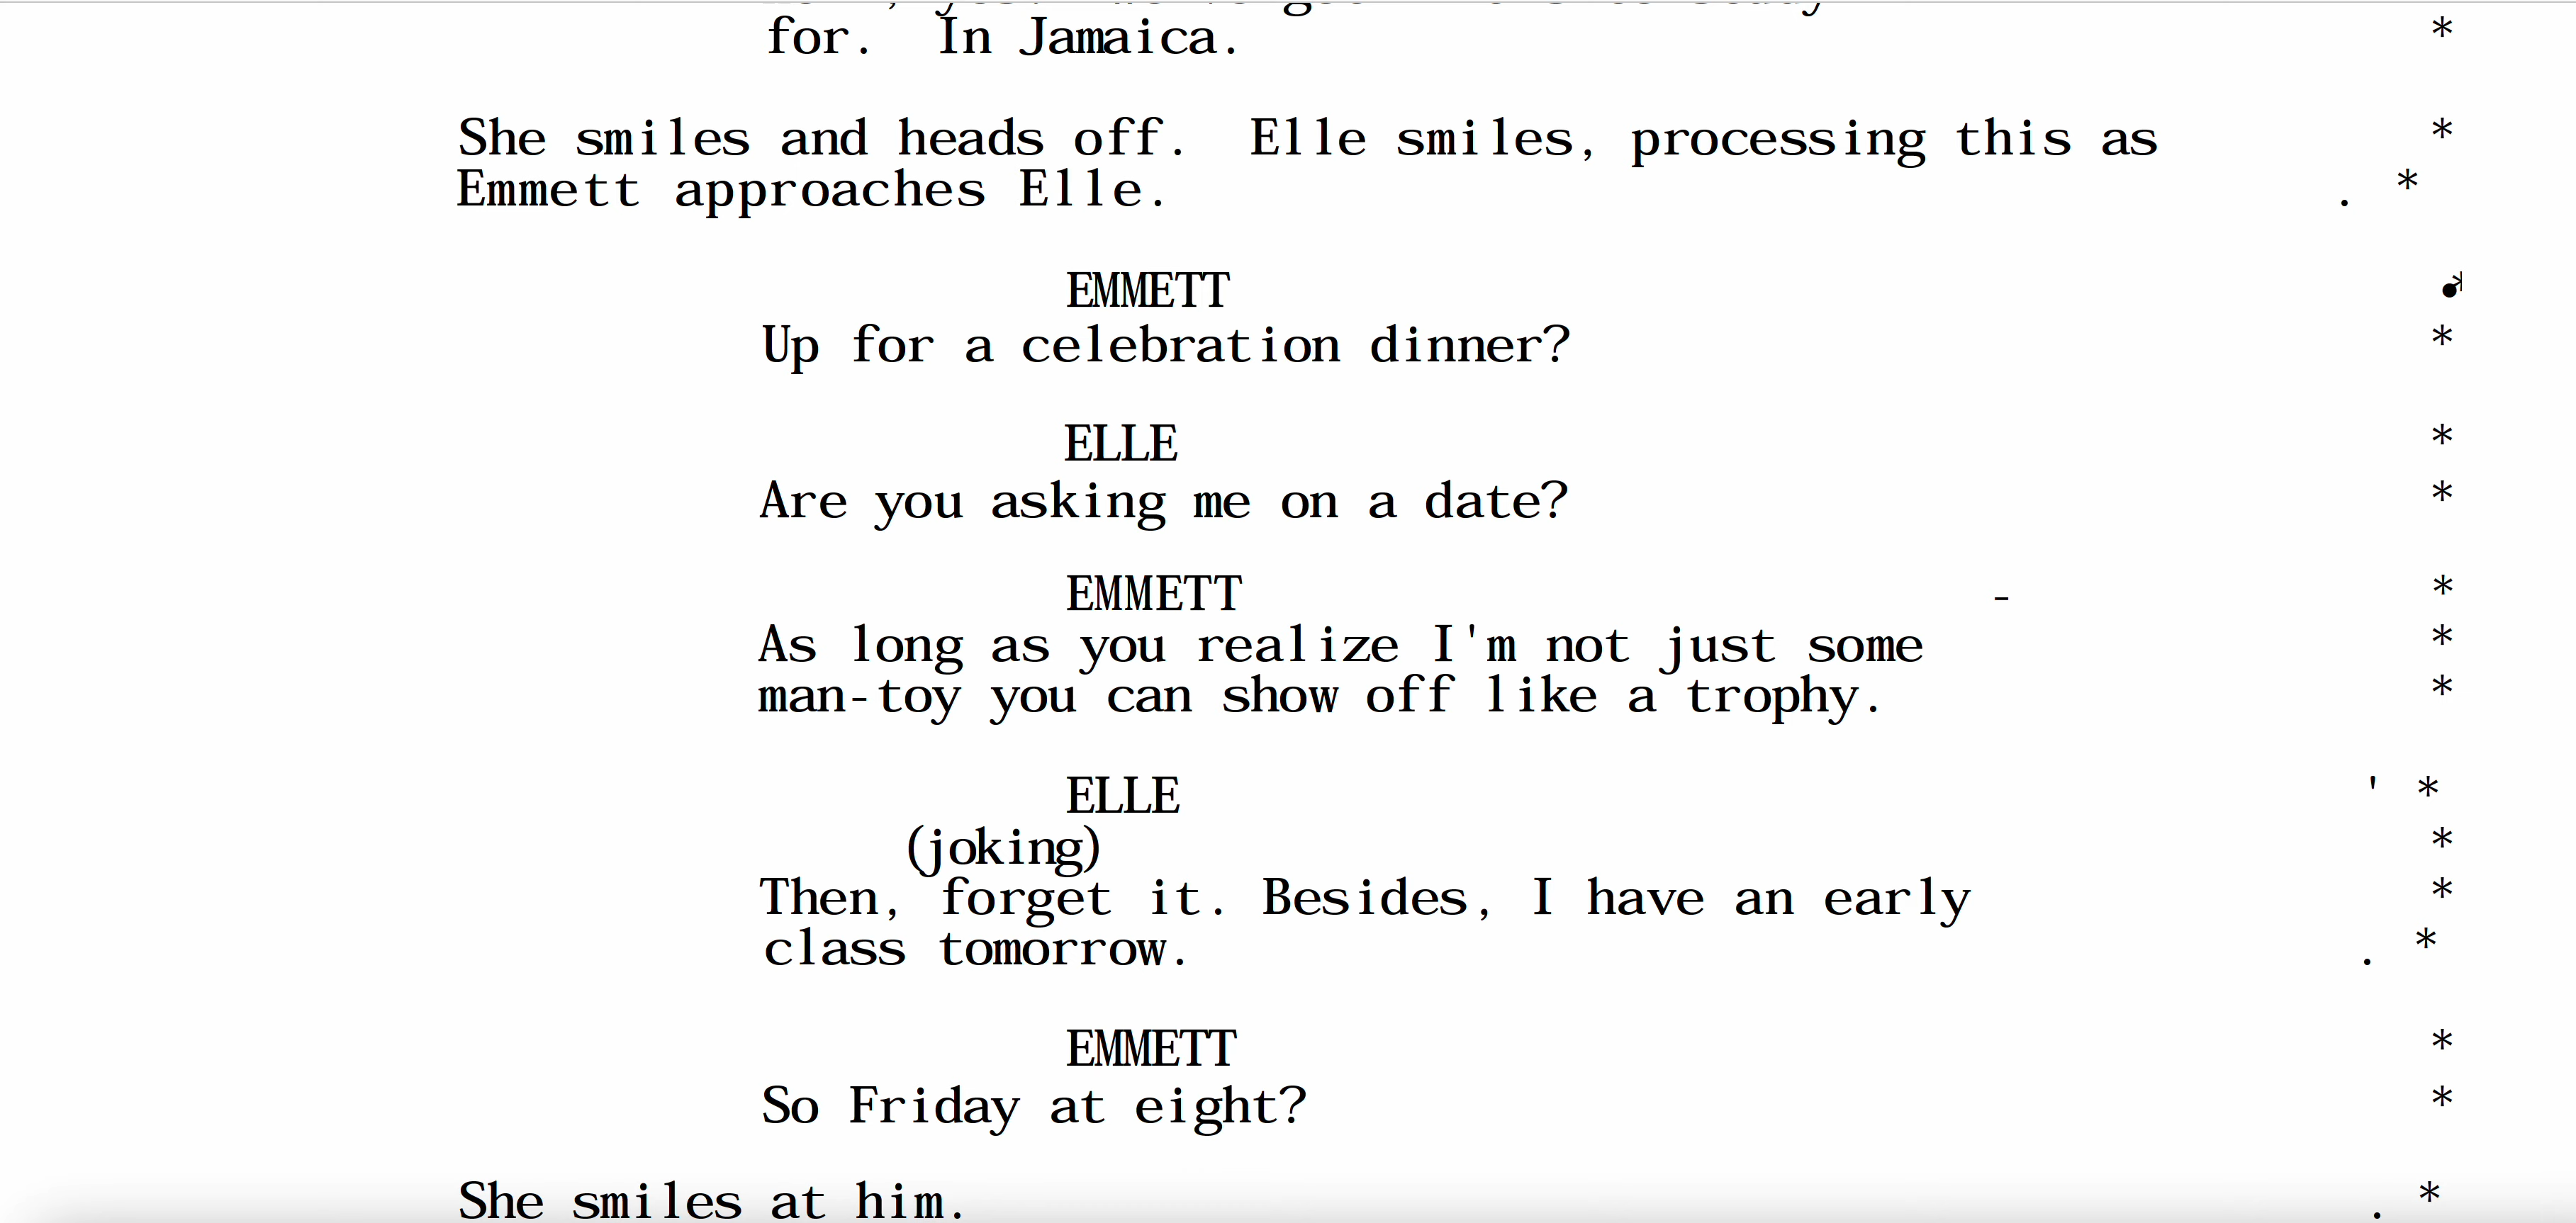 for. In Jamaica. *
She smiles and heads off. Elle smiles, processing this as *
Emmett approaches Elle. . *
EMMETT *
Up for a celebration dinner? *
ELLE *
Are you asking me on a date? *
EMMETT - *
As long as you realize I'm not just some *
man-toy you can show off like a trophy. *
ELLE ' *
(joking) *
Then, forget it. Besides, I have an early *
class tomorrow. . *
EMMETT *
So Friday at eight? *
She smiles at him. . *